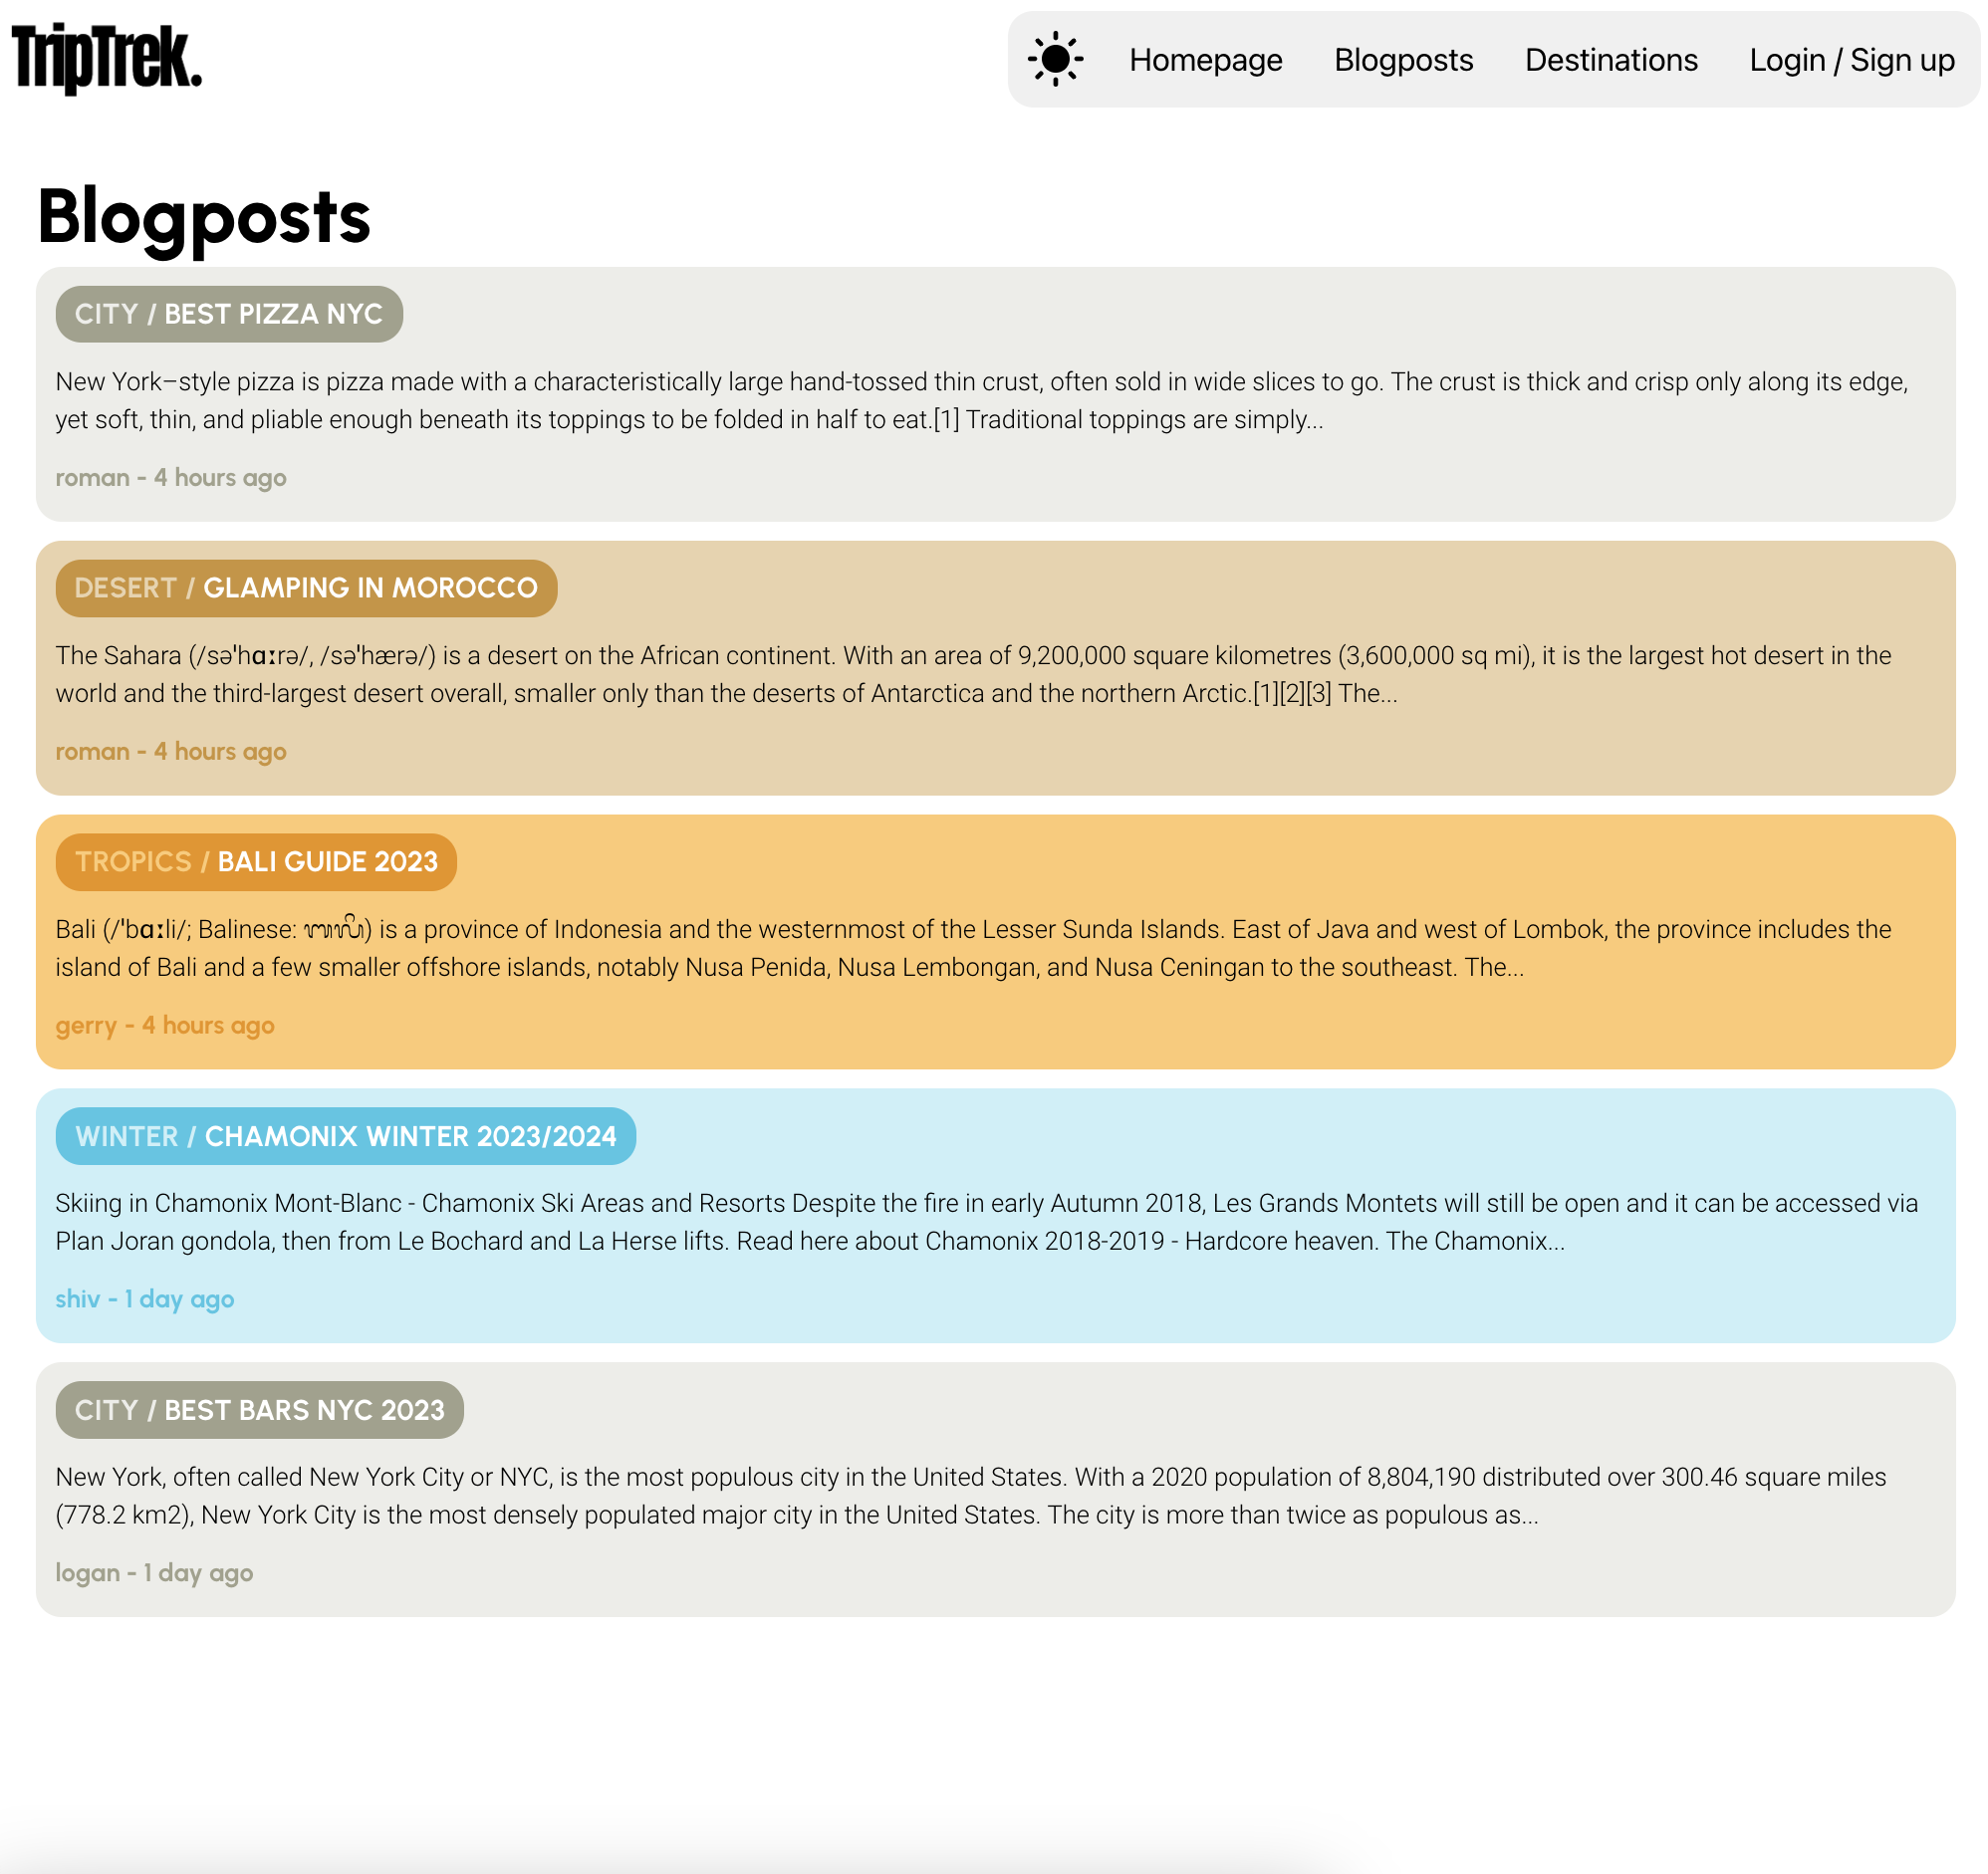 TripTrek.
Homepage Blogposts Destinations Login / Sign up
Blogposts
CITY / BEST PIZZA NYC
New York–style pizza is pizza made with a characteristically large hand-tossed thin crust, often sold in wide slices to go. The crust is thick and crisp only along its edge,
yet soft, thin, and pliable enough beneath its toppings to be folded in half to eat.[1] Traditional toppings are simply...
roman - 4 hours ago
DESERT / GLAMPING IN MOROCCO
The Sahara (/səˈhɑːrə/, /səˈhærə/) is a desert on the African continent. With an area of 9,200,000 square kilometres (3,600,000 sq mi), it is the largest hot desert in the
world and the third-largest desert overall, smaller only than the deserts of Antarctica and the northern Arctic.[1][2][3] The...
roman - 4 hours ago
TROPICS / BALI GUIDE 2023
Bali (/ˈbɑːli/; Balinese: ᬩᬮᬶ) is a province of Indonesia and the westernmost of the Lesser Sunda Islands. East of Java and west of Lombok, the province includes the
island of Bali and a few smaller offshore islands, notably Nusa Penida, Nusa Lembongan, and Nusa Ceningan to the southeast. The...
gerry - 4 hours ago
WINTER / CHAMONIX WINTER 2023/2024
Skiing in Chamonix Mont-Blanc - Chamonix Ski Areas and Resorts Despite the fire in early Autumn 2018, Les Grands Montets will still be open and it can be accessed via
Plan Joran gondola, then from Le Bochard and La Herse lifts. Read here about Chamonix 2018-2019 - Hardcore heaven. The Chamonix...
shiv - 1 day ago
CITY / BEST BARS NYC 2023
New York, often called New York City or NYC, is the most populous city in the United States. With a 2020 population of 8,804,190 distributed over 300.46 square miles
(778.2 km2), New York City is the most densely populated major city in the United States. The city is more than twice as populous as...
logan - 1 day ago